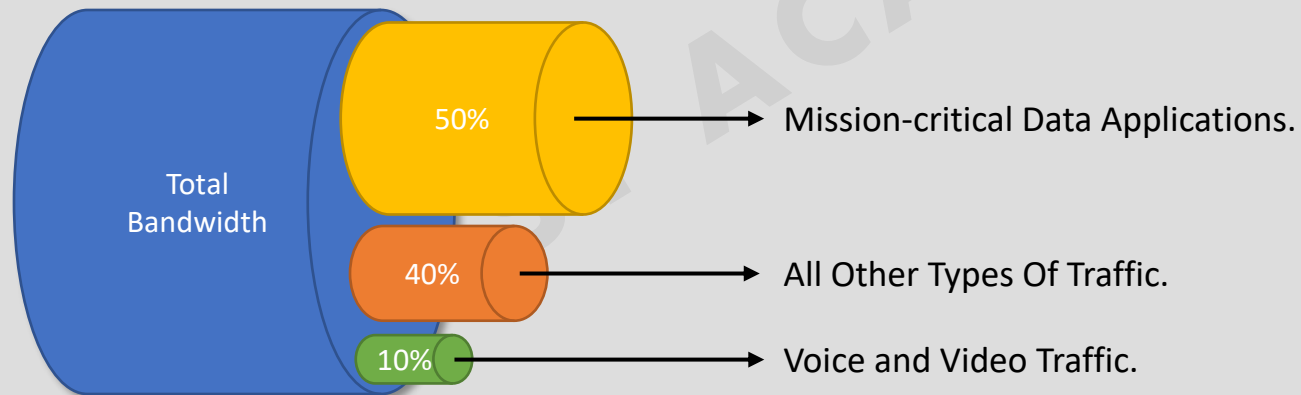 50%
Mission-critical Data Applications.
Total
Bandwidth
40%
All Other Types Of Traffic.
10%
Voice and Video Traffic.